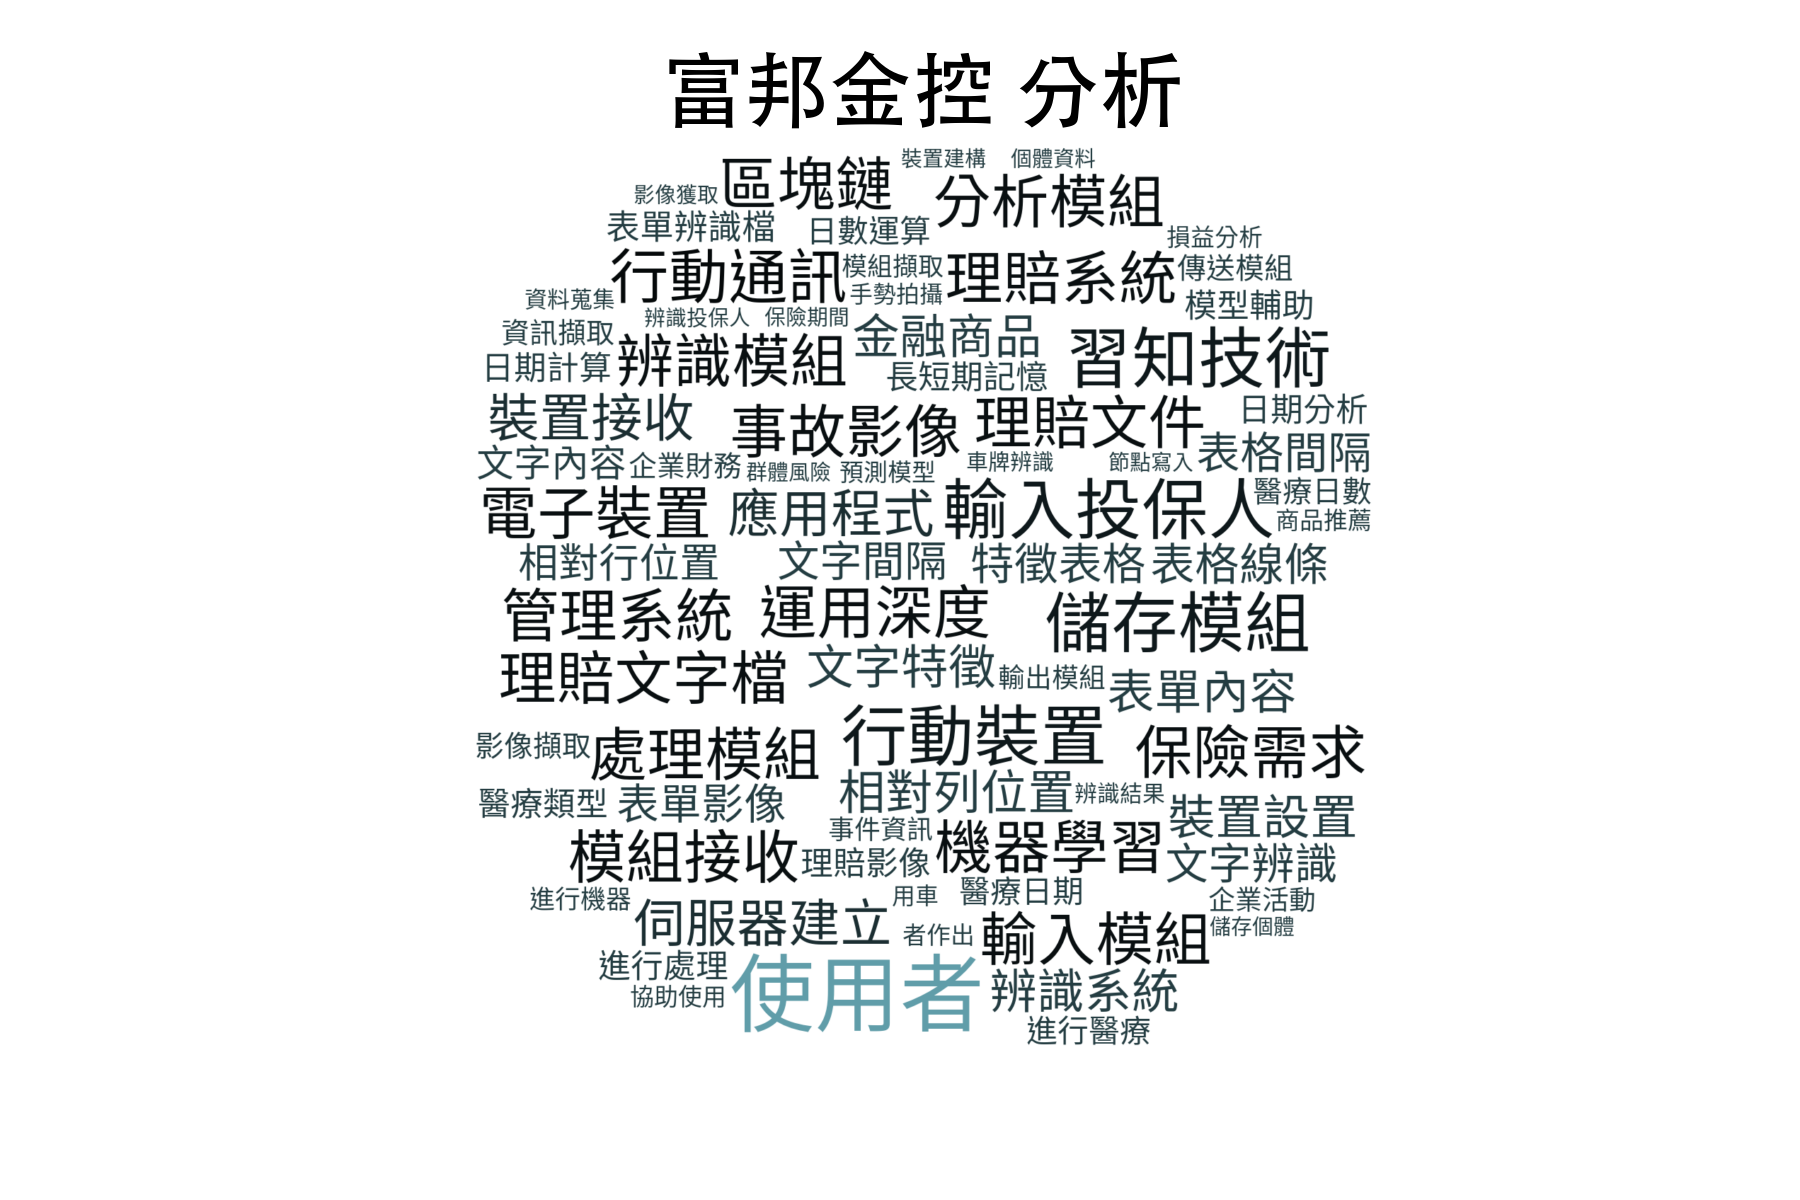 富邦金控 分析
裝置建構 個體資料
影像獲取 區塊鏈 分析模組
表單辨識檔 日數運算 損益分析
行動通訊 模組擷取 理賠系統 傳送模組
資料蒐集 手勢拍攝 模型輔助
辨識投保人 保險期間
資訊擷取 金融商品 習知技術
日期計算 辨識模組 長短期記憶
裝置接收 事故影像 理賠文件 日期分析
文字內容 企業財務 群體風險 預測模型 車牌辨識 節點寫入 表格間隔
電子裝置 應用程式 輸入投保人 醫療日數
商品推薦
相對行位置 文字間隔 特徵表格 表格線條
管理系統 運用深度 儲存模組
理賠文字檔 文字特徵 輸出模組 表單內容
影像擷取 處理模組 行動裝置 保險需求
醫療類型 表單影像 相對列位置 辨識結果 裝置設置
事件資訊
模組接收 理賠影像 機器學習 文字辨識
進行機器 用車 醫療日期 企業活動
伺服器建立 者作出 輸入模組 儲存個體
進行處理 使用者 辨識系統
協助使用
進行醫療